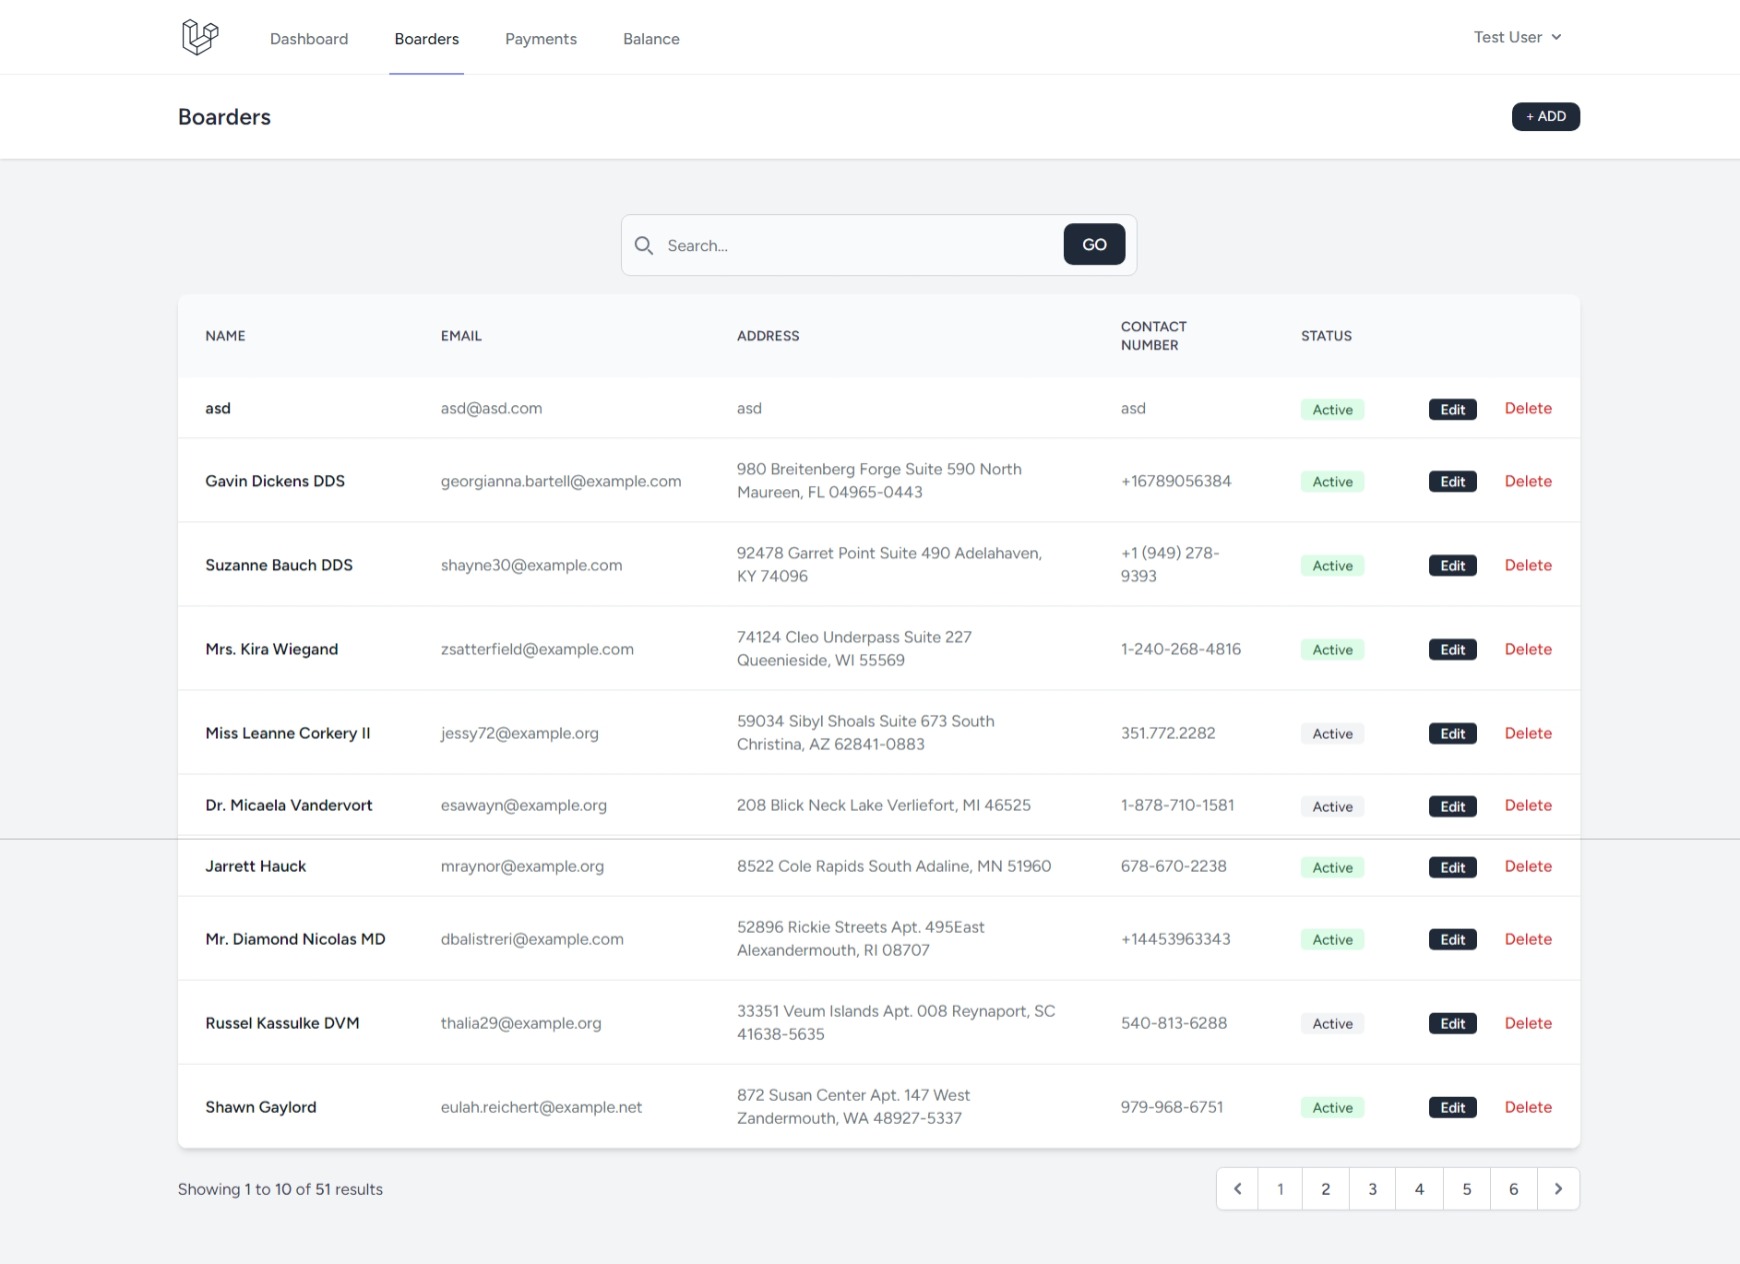 Dashboard Boarders Payments Balance Test User
Boarders + ADD
Search... GO
NAME EMAIL ADDRESS CONTACT NUMBER STATUS
asd asd@asd.com asd asd Active Edit Delete
Gavin Dickens DDS georgianna.bartell@example.com 980 Breitenberg Forge Suite 590 North
Maureen, FL 04965-0443 +16789056384 Active Edit Delete
Suzanne Bauch DDS shayne30@example.com 92478 Garret Point Suite 490 Adelahaven,
KY 74096 +1 (949) 278-
9393 Active Edit Delete
Mrs. Kira Wiegand zsatterfield@example.com 74124 Cleo Underpass Suite 227
Queenieside, WI 55569 1-240-268-4816 Active Edit Delete
Miss Leanne Corkery II jessy72@example.org 59034 Sibyl Shoals Suite 673 South
Christina, AZ 62841-0883 351.772.2282 Active Edit Delete
Dr. Micaela Vandervort esawayn@example.org 208 Blick Neck Lake Verliefort, MI 46525 1-878-710-1581 Active Edit Delete
Jarrett Hauck mraynor@example.org 8522 Cole Rapids South Adaline, MN 51960 678-670-2238 Active Edit Delete
Mr. Diamond Nicolas MD dbalistreri@example.com 52896 Rickie Streets Apt. 495East
Alexandermouth, RI 08707 +14453963343 Active Edit Delete
Russel Kassulke DVM thalia29@example.org 33351 Veum Islands Apt. 008 Reynaport, SC
41638-5635 540-813-6288 Active Edit Delete
Shawn Gaylord eulah.reichert@example.net 872 Susan Center Apt. 147 West
Zandermouth, WA 48927-5337 979-968-6751 Active Edit Delete
Showing 1 to 10 of 51 results 1 2 3 4 5 6